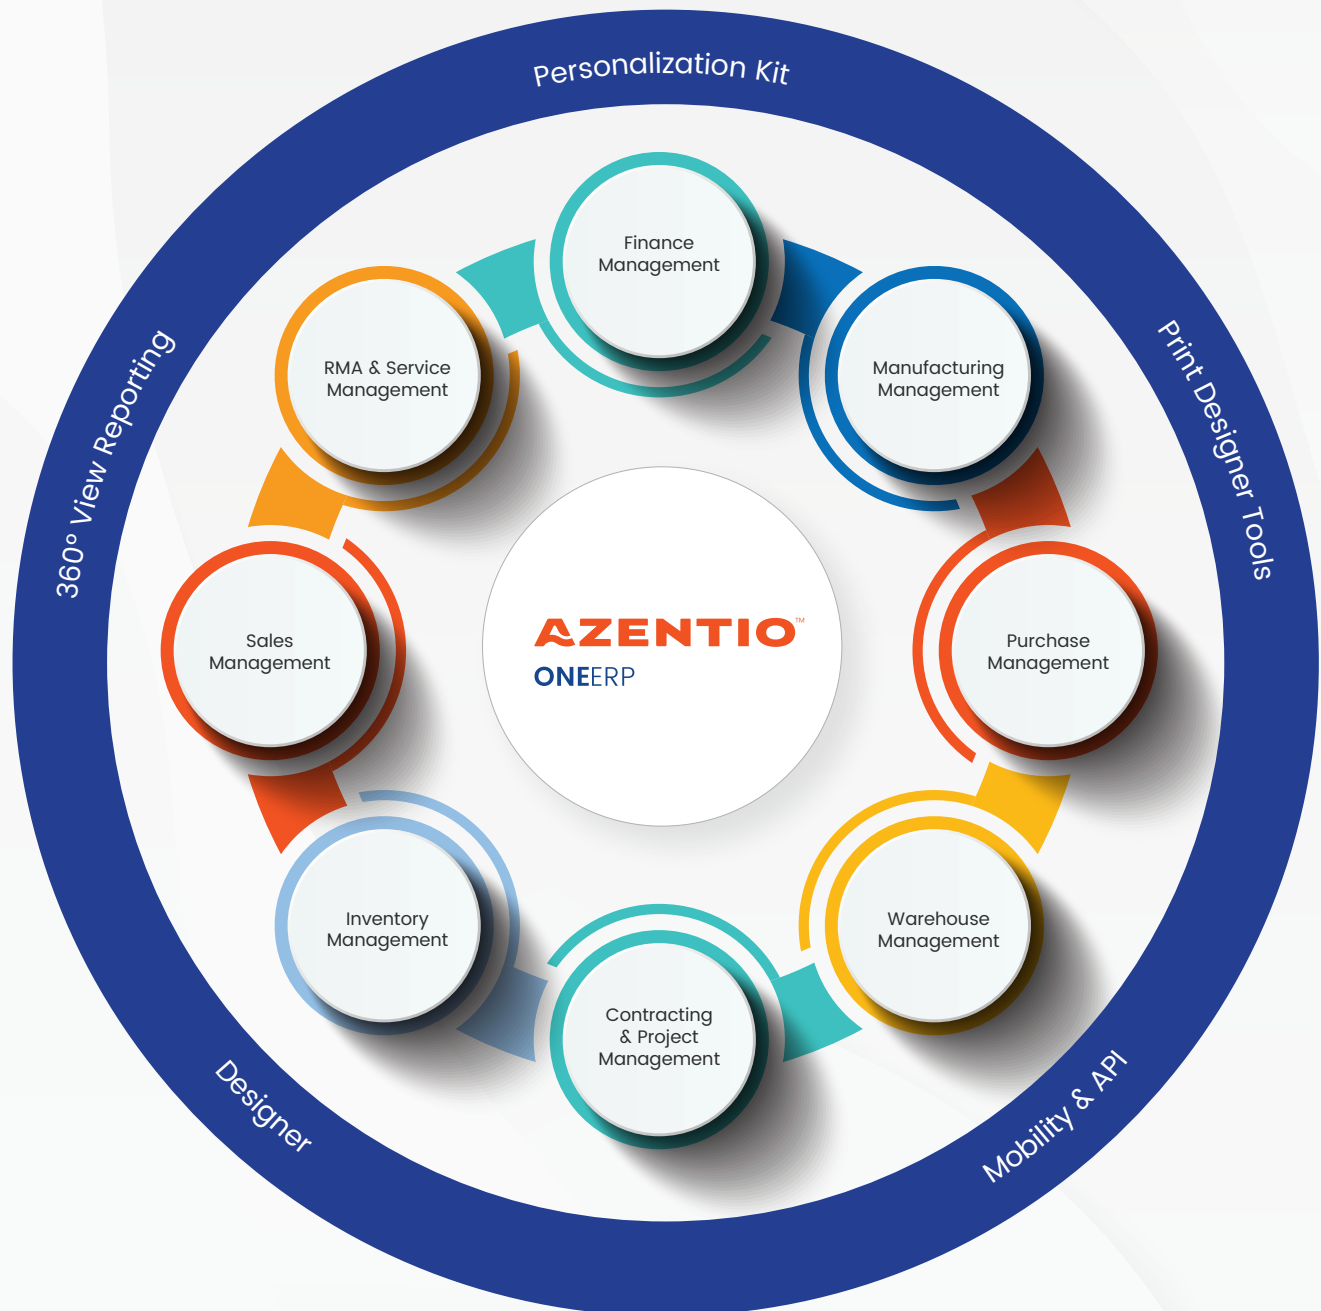 Personalization Kit
Finance
Management
RMA & Service
Management
Manufacturing
Management
360° View Reporting
Print Designer Tools
AZENTIO™
ONEERP
Sales
Management
Purchase
Management
Inventory
Management
Warehouse
Management
Contracting
& Project
Management
Designer
Mobility & API